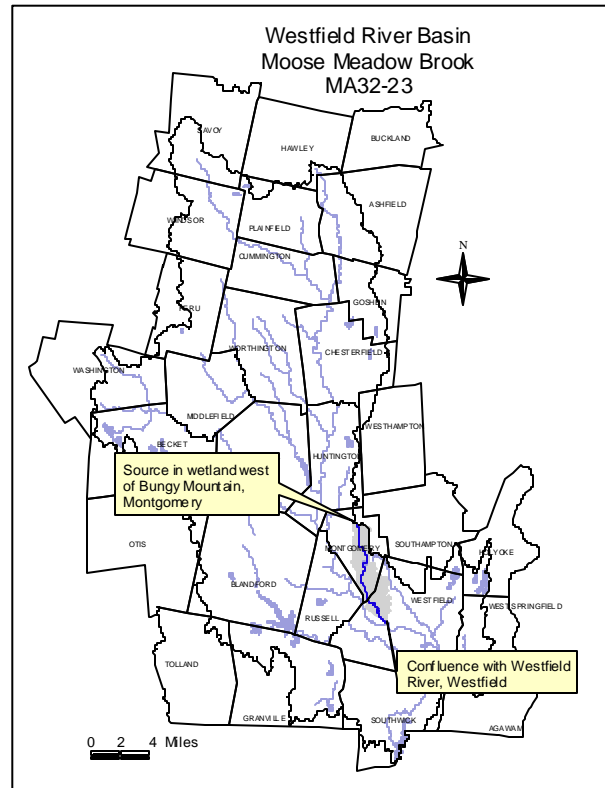 Westfield River Basin
Moose Meadow Brook
MA32-23
SAVOY
HAWLEY
BUCKLAND
ASHFIELD
WINDSOR
PLAINFIELD
CUMMINGTON
N
PERU
GOSHEN
WORTHINGTON
CHESTERFIELD
WASHINGTON
MIDDLEFIELD
WESTHAMPTON
BECKET
HUNTINGTON
Source in wetland west
of Bungy Mountain,
Montgomery
OTIS
MONTGOMERY
SOUTHAMPTON
HOLYOKE
BLANDFORD
RUSSELL
WESTFIELD
WEST SPRINGFIELD
TOLLAND
Confluence with Westfield
River, Westfield
GRANVILLE
SOUTHWICK
AGAWAM
0 2 4 Miles